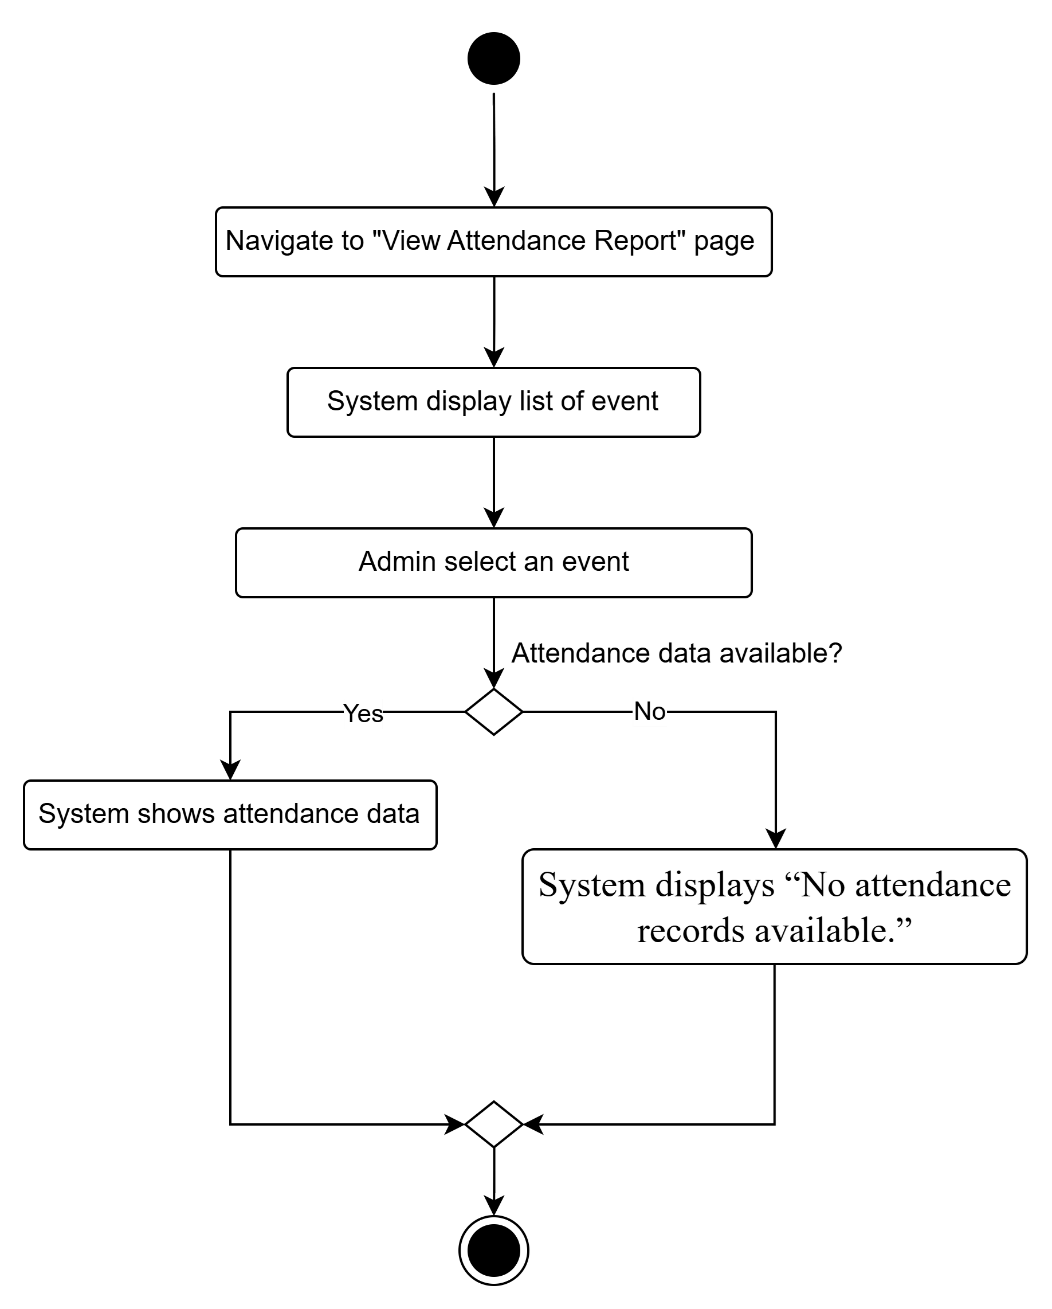 Navigate to "View Attendance Report" page
System display list of event
Admin select an event
Attendance data available?
Yes
No
System shows attendance data
System displays “No attendance
records available.”